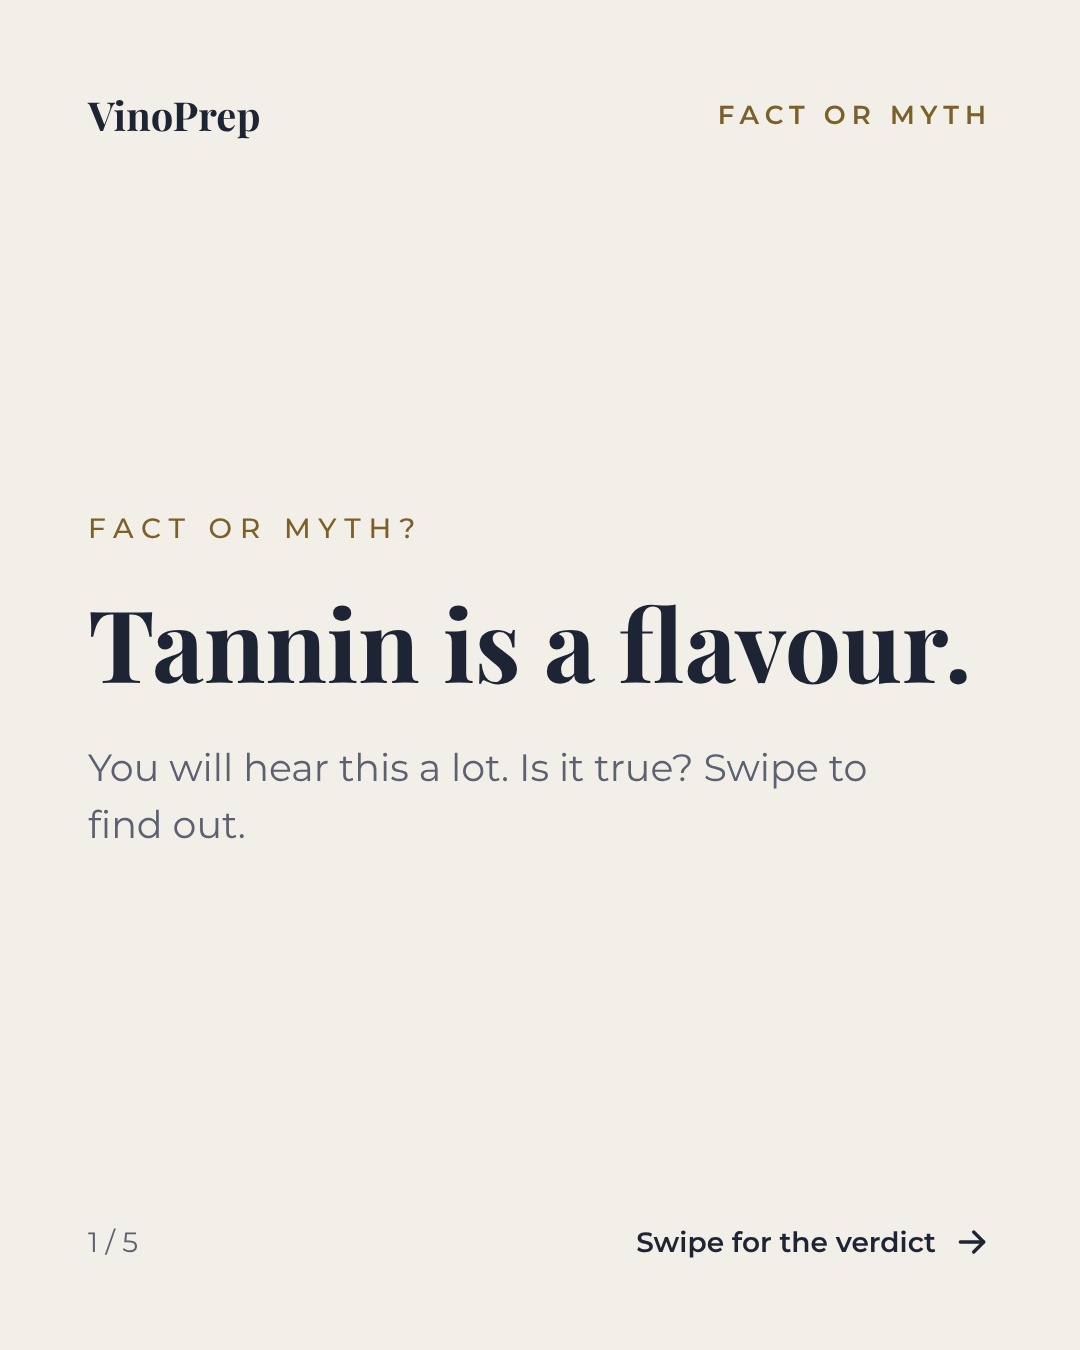 VinoPrep
FACT OR MYTH
FACT OR MYTH?
Tannin is a flavour.
You will hear this a lot. Is it true? Swipe to
find out.
1 / 5
Swipe for the verdict →